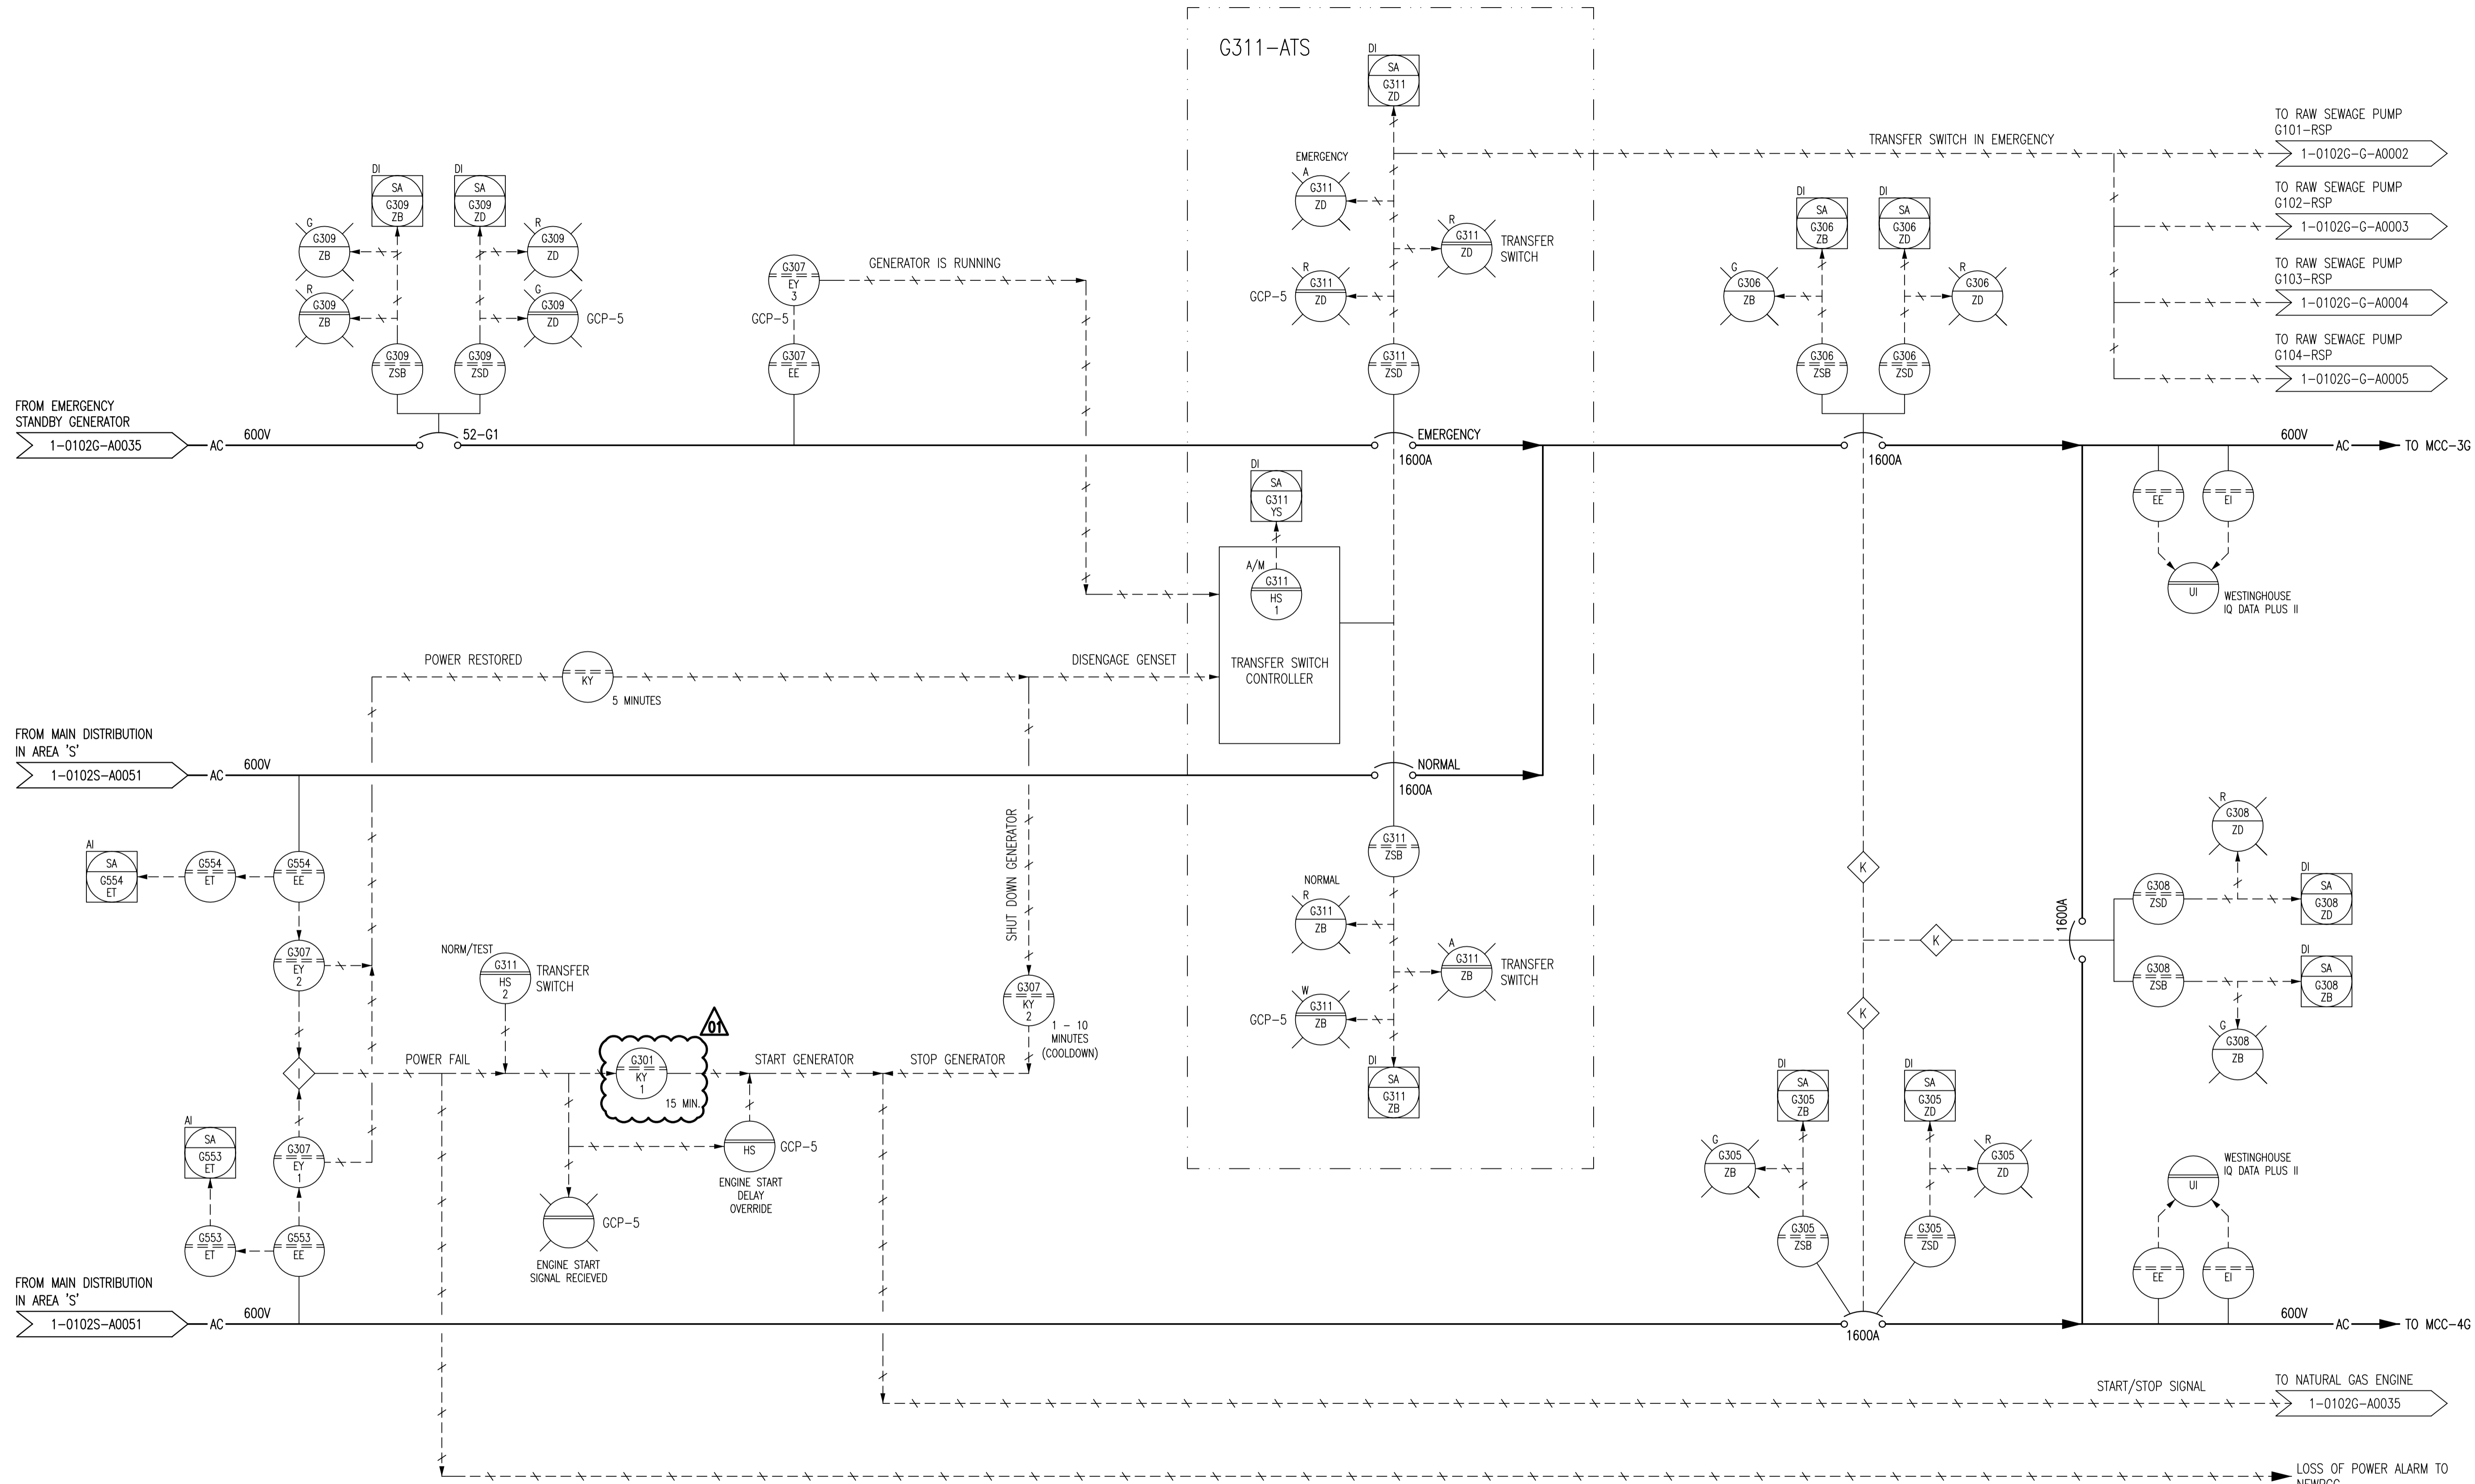 G311-ATS
DI
SA
G311
ZD
EMERGENCY
A
G311
ZD
R
G311
ZD
TRANSFER
SWITCH
GCP-5
R
G311
ZD
G311
ZSD
TRANSFER SWITCH IN EMERGENCY
TO RAW SEWAGE PUMP
G101-RSP
1-0102G-G-A0002
TO RAW SEWAGE PUMP
G102-RSP
1-0102G-G-A0003
TO RAW SEWAGE PUMP
G103-RSP
1-0102G-G-A0004
TO RAW SEWAGE PUMP
G104-RSP
1-0102G-G-A0005
DI
SA
G309
ZB
DI
SA
G309
ZD
G
G309
ZB
R
G309
ZD
R
G309
ZB
G
G309
ZD
GCP-5
G309
ZSB
G309
ZSD
G307
EY
3
GCP-5
GENERATOR IS RUNNING
G307
EE
DI
SA
G306
ZB
DI
SA
G306
ZD
G
G306
ZB
R
G306
ZD
G306
ZSB
G306
ZSD
FROM EMERGENCY
STANDBY GENERATOR
1-0102G-A0035
AC
600V
52-G1
EMERGENCY
1600A
1600A
600V
AC
TO MCC-3G
EE
EI
UI
WESTINGHOUSE
IQ DATA PLUS II
DI
SA
G311
YS
A/M
G311
HS
1
TRANSFER SWITCH
CONTROLLER
POWER RESTORED
KY
5 MINUTES
DISENGAGE GENSET
FROM MAIN DISTRIBUTION
IN AREA 'S'
1-0102S-A0051
AC
600V
NORMAL
1600A
SHUT DOWN GENERATOR
AI
SA
G554
ET
G554
ET
G554
EE
G307
EY
2
NORM/TEST
G311
HS
2
TRANSFER
SWITCH
G307
KY
2
1 - 10
MINUTES
(COOLDOWN)
01
I
POWER FAIL
G301
KY
1
15 MIN.
START GENERATOR
STOP GENERATOR
AI
SA
G553
ET
G307
EY
1
G553
ET
G553
EE
HS
GCP-5
ENGINE START
DELAY
OVERRIDE
GCP-5
ENGINE START
SIGNAL RECIEVED
G311
ZSB
NORMAL
R
G311
ZB
A
G311
ZB
TRANSFER
SWITCH
GCP-5
W
G311
ZB
DI
SA
G311
ZB
K
K
K
1600A
R
G308
ZD
G308
ZSD
DI
SA
G308
ZD
G308
ZSB
DI
SA
G308
ZB
G
G308
ZB
DI
SA
G305
ZB
DI
SA
G305
ZD
G
G305
ZB
R
G305
ZD
G305
ZSB
G305
ZSD
WESTINGHOUSE
IQ DATA PLUS II
UI
EE
EI
FROM MAIN DISTRIBUTION
IN AREA 'S'
1-0102S-A0051
AC
600V
1600A
600V
AC
TO MCC-4G
START/STOP SIGNAL
TO NATURAL GAS ENGINE
1-0102G-A0035
LOSS OF POWER ALARM TO